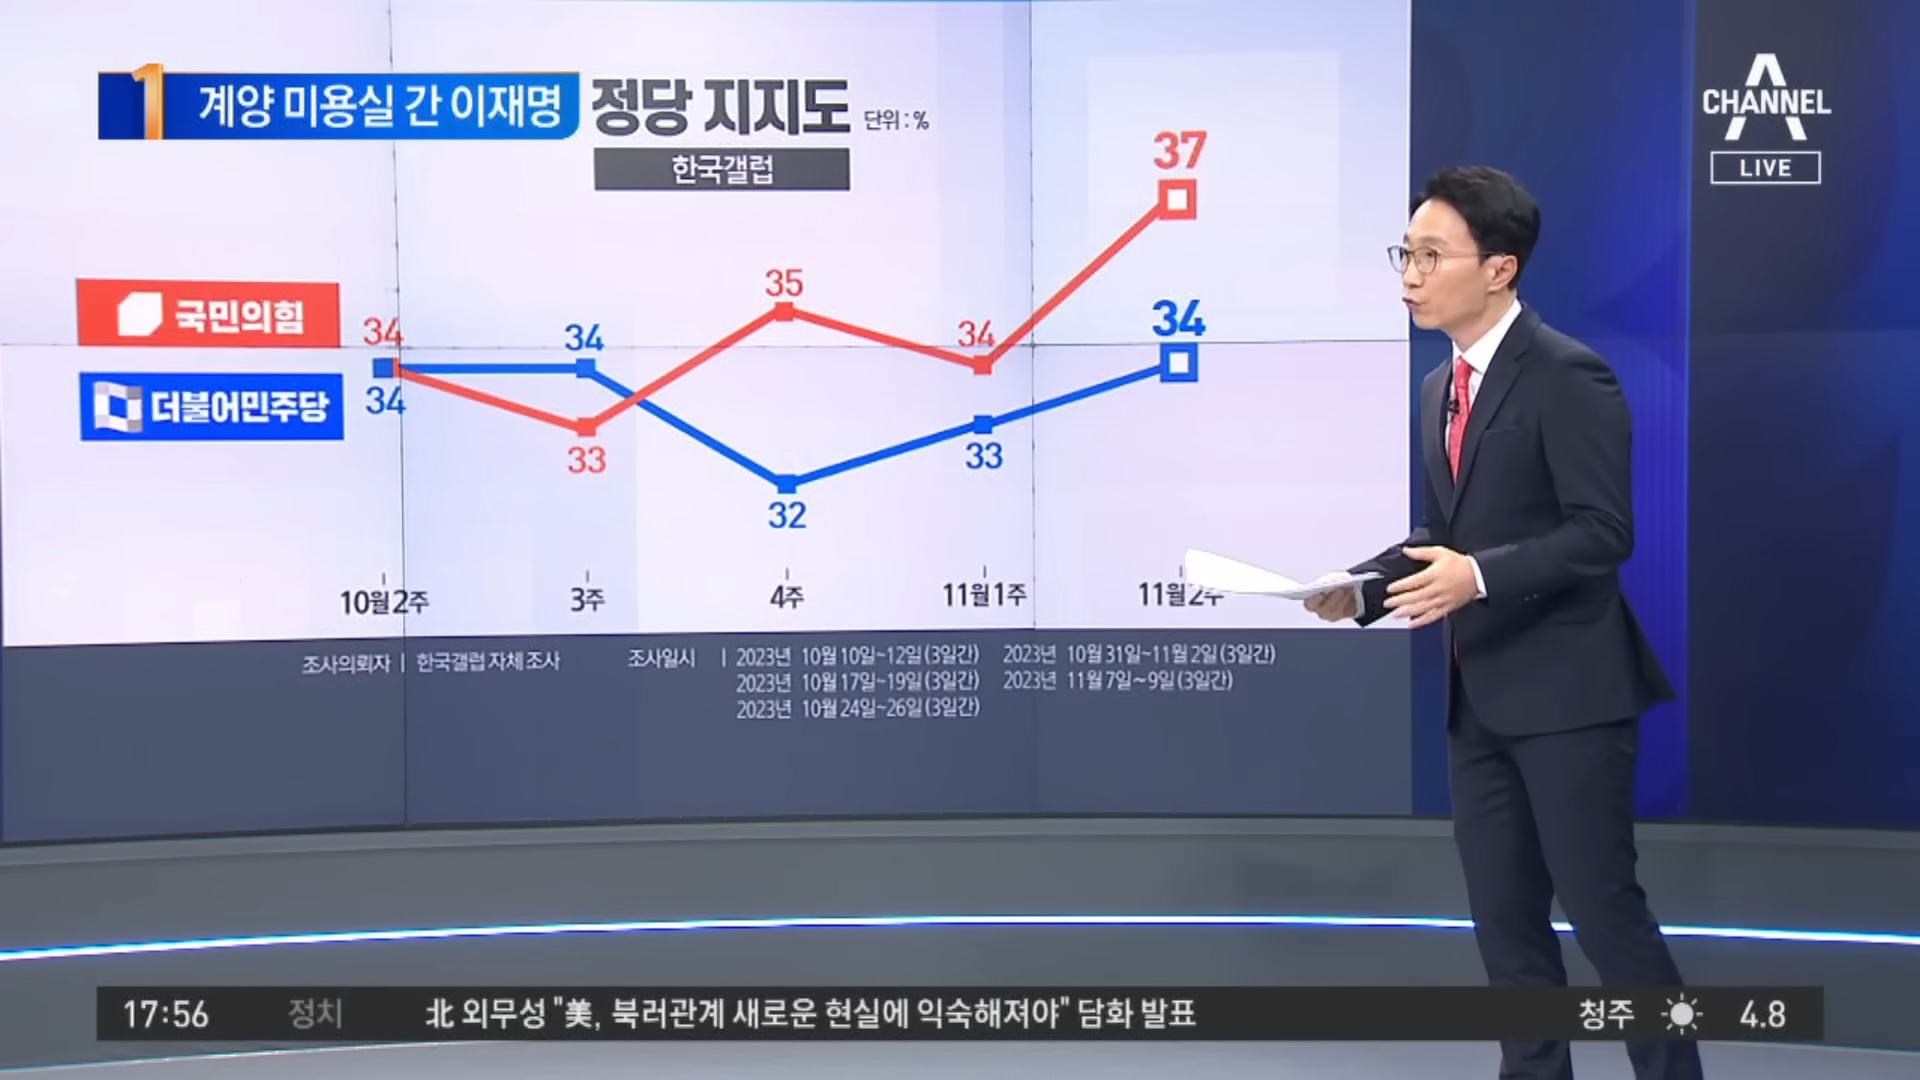 1 계양 미용실 간 이재명
정당 지지도 단위 : %
한국갤럽
CHANNEL A
LIVE
37
35
국민의힘
34
34
34
34
더불어민주당
34
33
33
32
10월2주 3주 4주 11월1주 11월2주
조사의뢰자 | 한국갤럽 자체 조사
조사일시 | 2023년 10월 10일~12일(3일간) 2023년 10월 31일~11월 2일(3일간)
2023년 10월 17일~19일(3일간) 2023년 11월 7일~9일(3일간)
2023년 10월 24일~26일(3일간)
17:56 정치 北 외무성 "美, 북러관계 새로운 현실에 익숙해져야" 담화 발표 청주 4.8